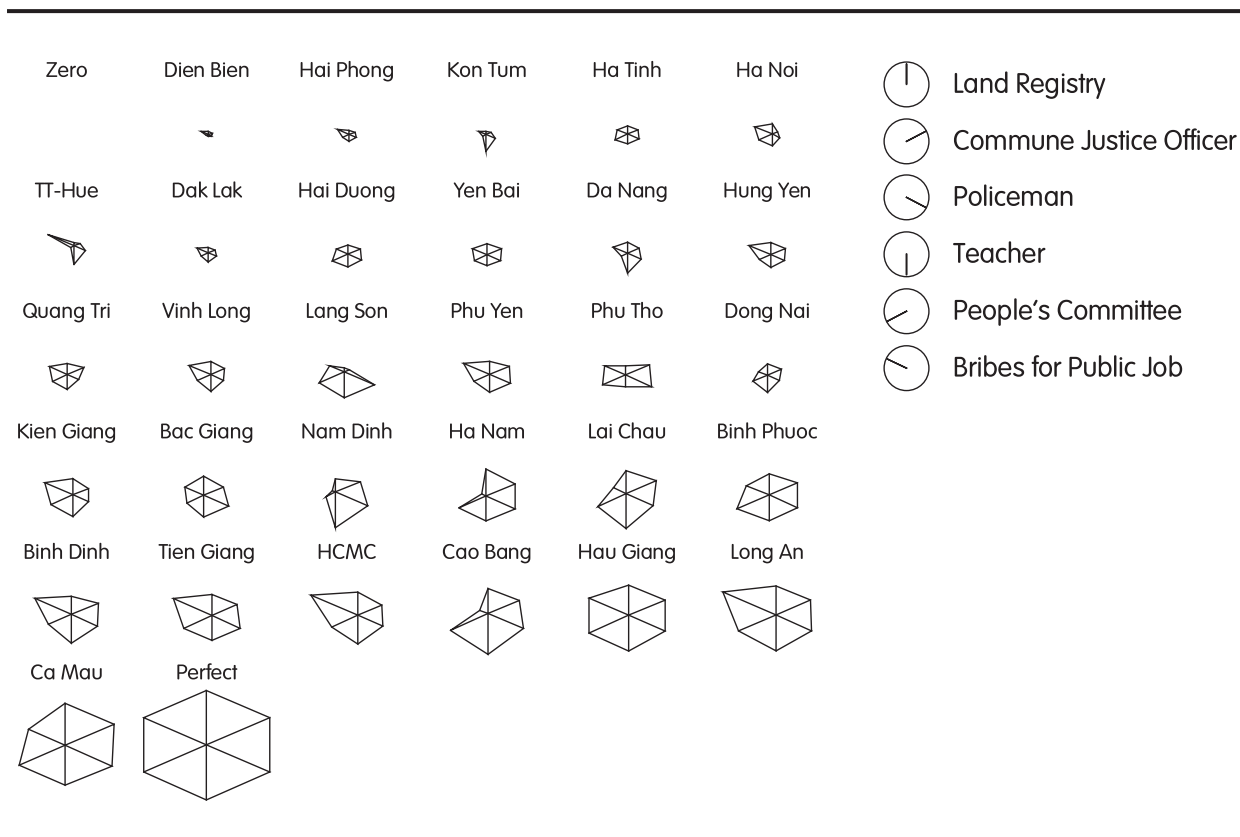 Zero Dien Bien Hai Phong Kon Tum Ha Tinh Ha Noi
TT-Hue Dak Lak Hai Duong Yen Bai Da Nang Hung Yen
Quang Tri Vinh Long Lang Son Phu Yen Phu Tho Dong Nai
Kien Giang Bac Giang Nam Dinh Ha Nam Lai Chau Binh Phuoc
Binh Dinh Tien Giang HCMC Cao Bang Hau Giang Long An
Ca Mau Perfect
Land Registry
Commune Justice Officer
Policeman
Teacher
People's Committee
Bribes for Public Job